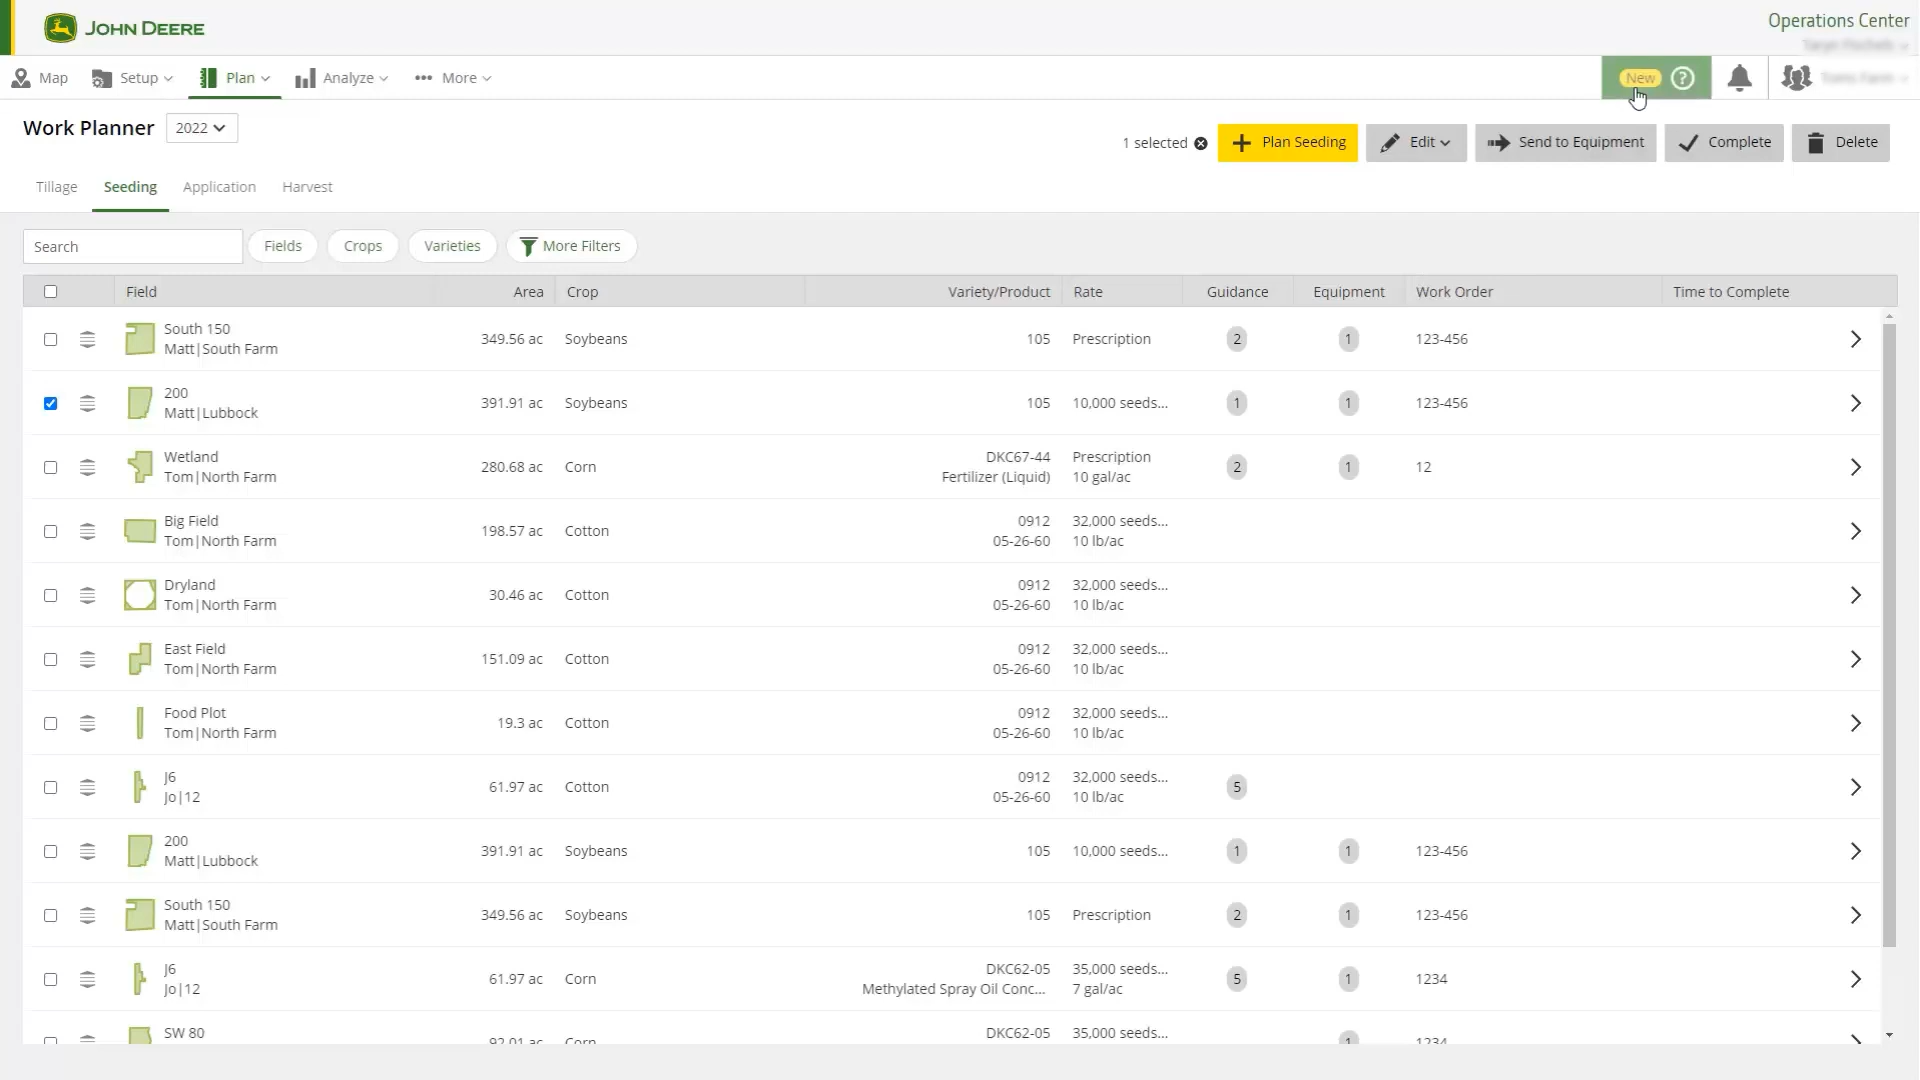 JOHN DEERE
Operations Center
Map Setup Plan Analyze More New ?
Work Planner 2022
1 selected Plan Seeding Edit Send to Equipment Complete Delete
Tillage Seeding Application Harvest
Search Fields Crops Varieties More Filters
Field Area Crop Variety/Product Rate Guidance Equipment Work Order Time to Complete
South 150
Matt|South Farm 349.56 ac Soybeans 105 Prescription 2 1 123-456
200
Matt|Lubbock 391.91 ac Soybeans 105 10,000 seeds... 1 1 123-456
Wetland DKC67-44 Prescription
Tom|North Farm 280.68 ac Corn Fertilizer (Liquid) 10 gal/ac 2 1 12
Big Field 0912 32,000 seeds...
Tom|North Farm 198.57 ac Cotton 05-26-60 10 lb/ac
Dryland 0912 32,000 seeds...
Tom|North Farm 30.46 ac Cotton 05-26-60 10 lb/ac
East Field 0912 32,000 seeds...
Tom|North Farm 151.09 ac Cotton 05-26-60 10 lb/ac
Food Plot 0912 32,000 seeds...
Tom|North Farm 19.3 ac Cotton 05-26-60 10 lb/ac
J6 0912 32,000 seeds...
Jo|12 61.97 ac Cotton 05-26-60 10 lb/ac 5
200
Matt|Lubbock 391.91 ac Soybeans 105 10,000 seeds... 1 1 123-456
South 150
Matt|South Farm 349.56 ac Soybeans 105 Prescription 2 1 123-456
J6 DKC62-05 35,000 seeds...
Jo|12 61.97 ac Corn Methylated Spray Oil Conc... 7 gal/ac 5 1 1234
SW 80 DKC62-05 35,000 seeds...
92.01 ac Corn 1 1234